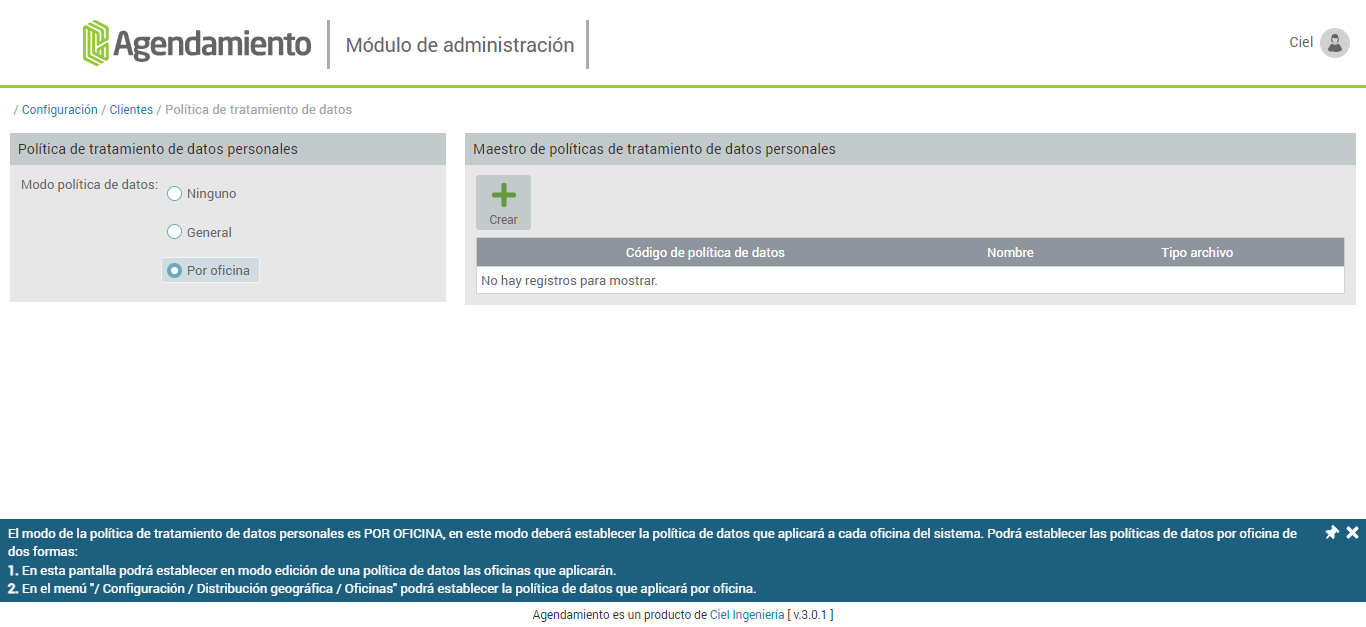 Agendamiento
Módulo de administración
Ciel
/ Configuración / Clientes / Política de tratamiento de datos
Política de tratamiento de datos personales
Modo política de datos:
Ninguno
General
Por oficina
Maestro de políticas de tratamiento de datos personales
Crear
Código de política de datos Nombre Tipo archivo
No hay registros para mostrar.
El modo de la política de tratamiento de datos personales es POR OFICINA, en este modo deberá establecer la política de datos que aplicará a cada oficina del sistema. Podrá establecer las políticas de datos por oficina de
dos formas:
1. En esta pantalla podrá establecer en modo edición de una política de datos las oficinas que aplicarán.
2. En el menú "/ Configuración / Distribución geográfica / Oficinas" podrá establecer la política de datos que aplicará por oficina.
Agendamiento es un producto de Ciel Ingeniería [ v.3.0.1 ]